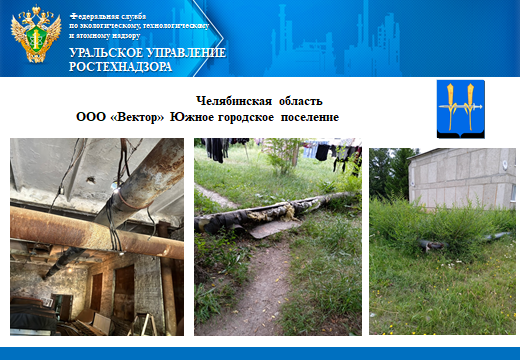 Федеральная служба
по экологическому, технологическому
и атомному надзору
УРАЛЬСКОЕ УПРАВЛЕНИЕ
РОСТЕХНАДЗОРА
Челябинская область
ООО «Вектор» Южное городское поселение